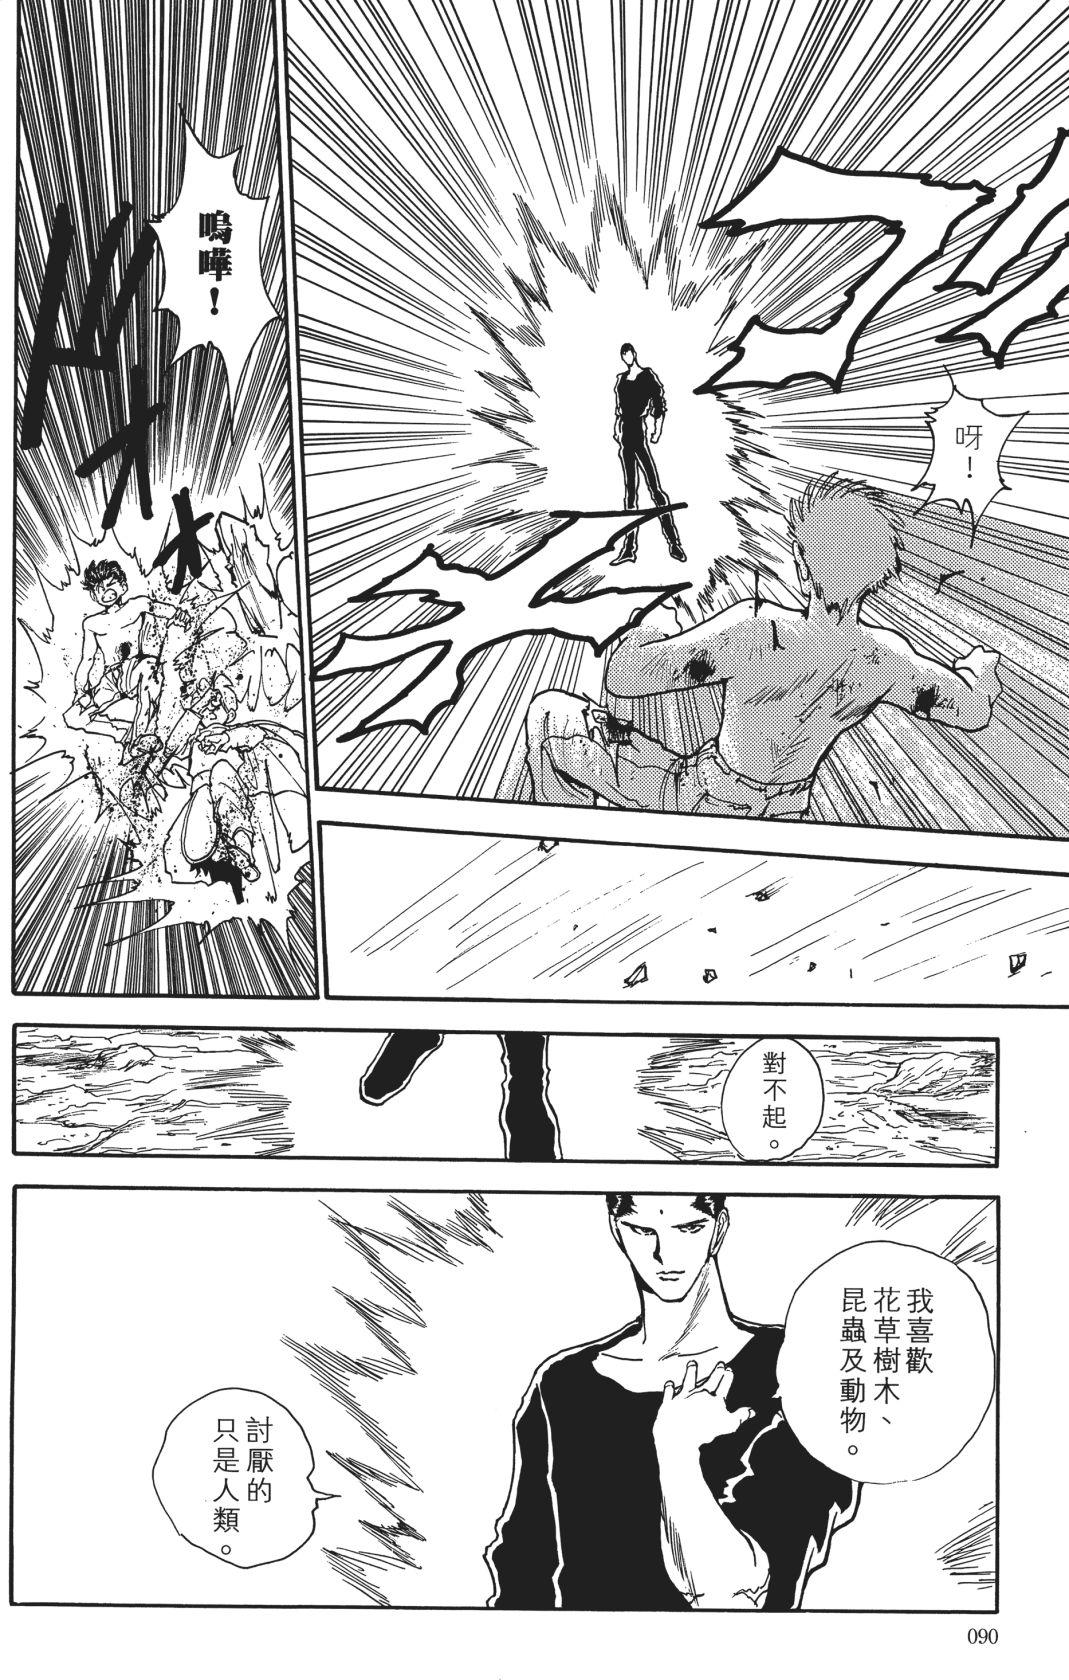 呀！
嗚嘩！
對不起。
我喜歡
花草樹木、
昆蟲及動物。
討厭的
只是人類。
090